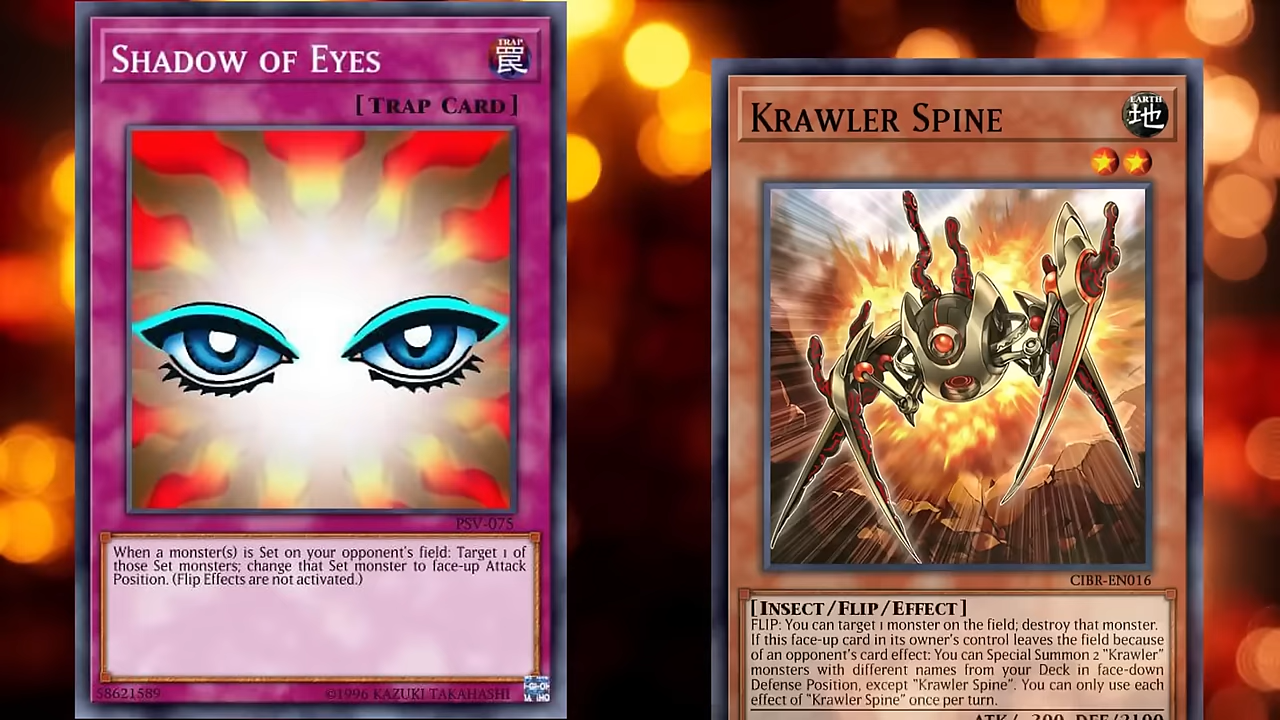 SHADOW OF EYES
TRAP
罠
[TRAP CARD]
PSV-075
When a monster(s) is Set on your opponent's field: Target 1 of
those Set monsters; change that Set monster to face-up Attack
Position. (Flip Effects are not activated.)
58621589
©1996 KAZUKI TAKAHASHI
KRAWLER SPINE
EARTH
地
CIBR-EN016
[INSECT/FLIP/EFFECT]
FLIP: You can target 1 monster on the field; destroy that monster.
If this face-up card in its owner's control leaves the field because
of an opponent's card effect: You can Special Summon 2 "Krawler"
monsters with different names from your Deck in face-down
Defense Position, except "Krawler Spine". You can only use each
effect of "Krawler Spine" once per turn.
ATK/ 300 DEF/2100